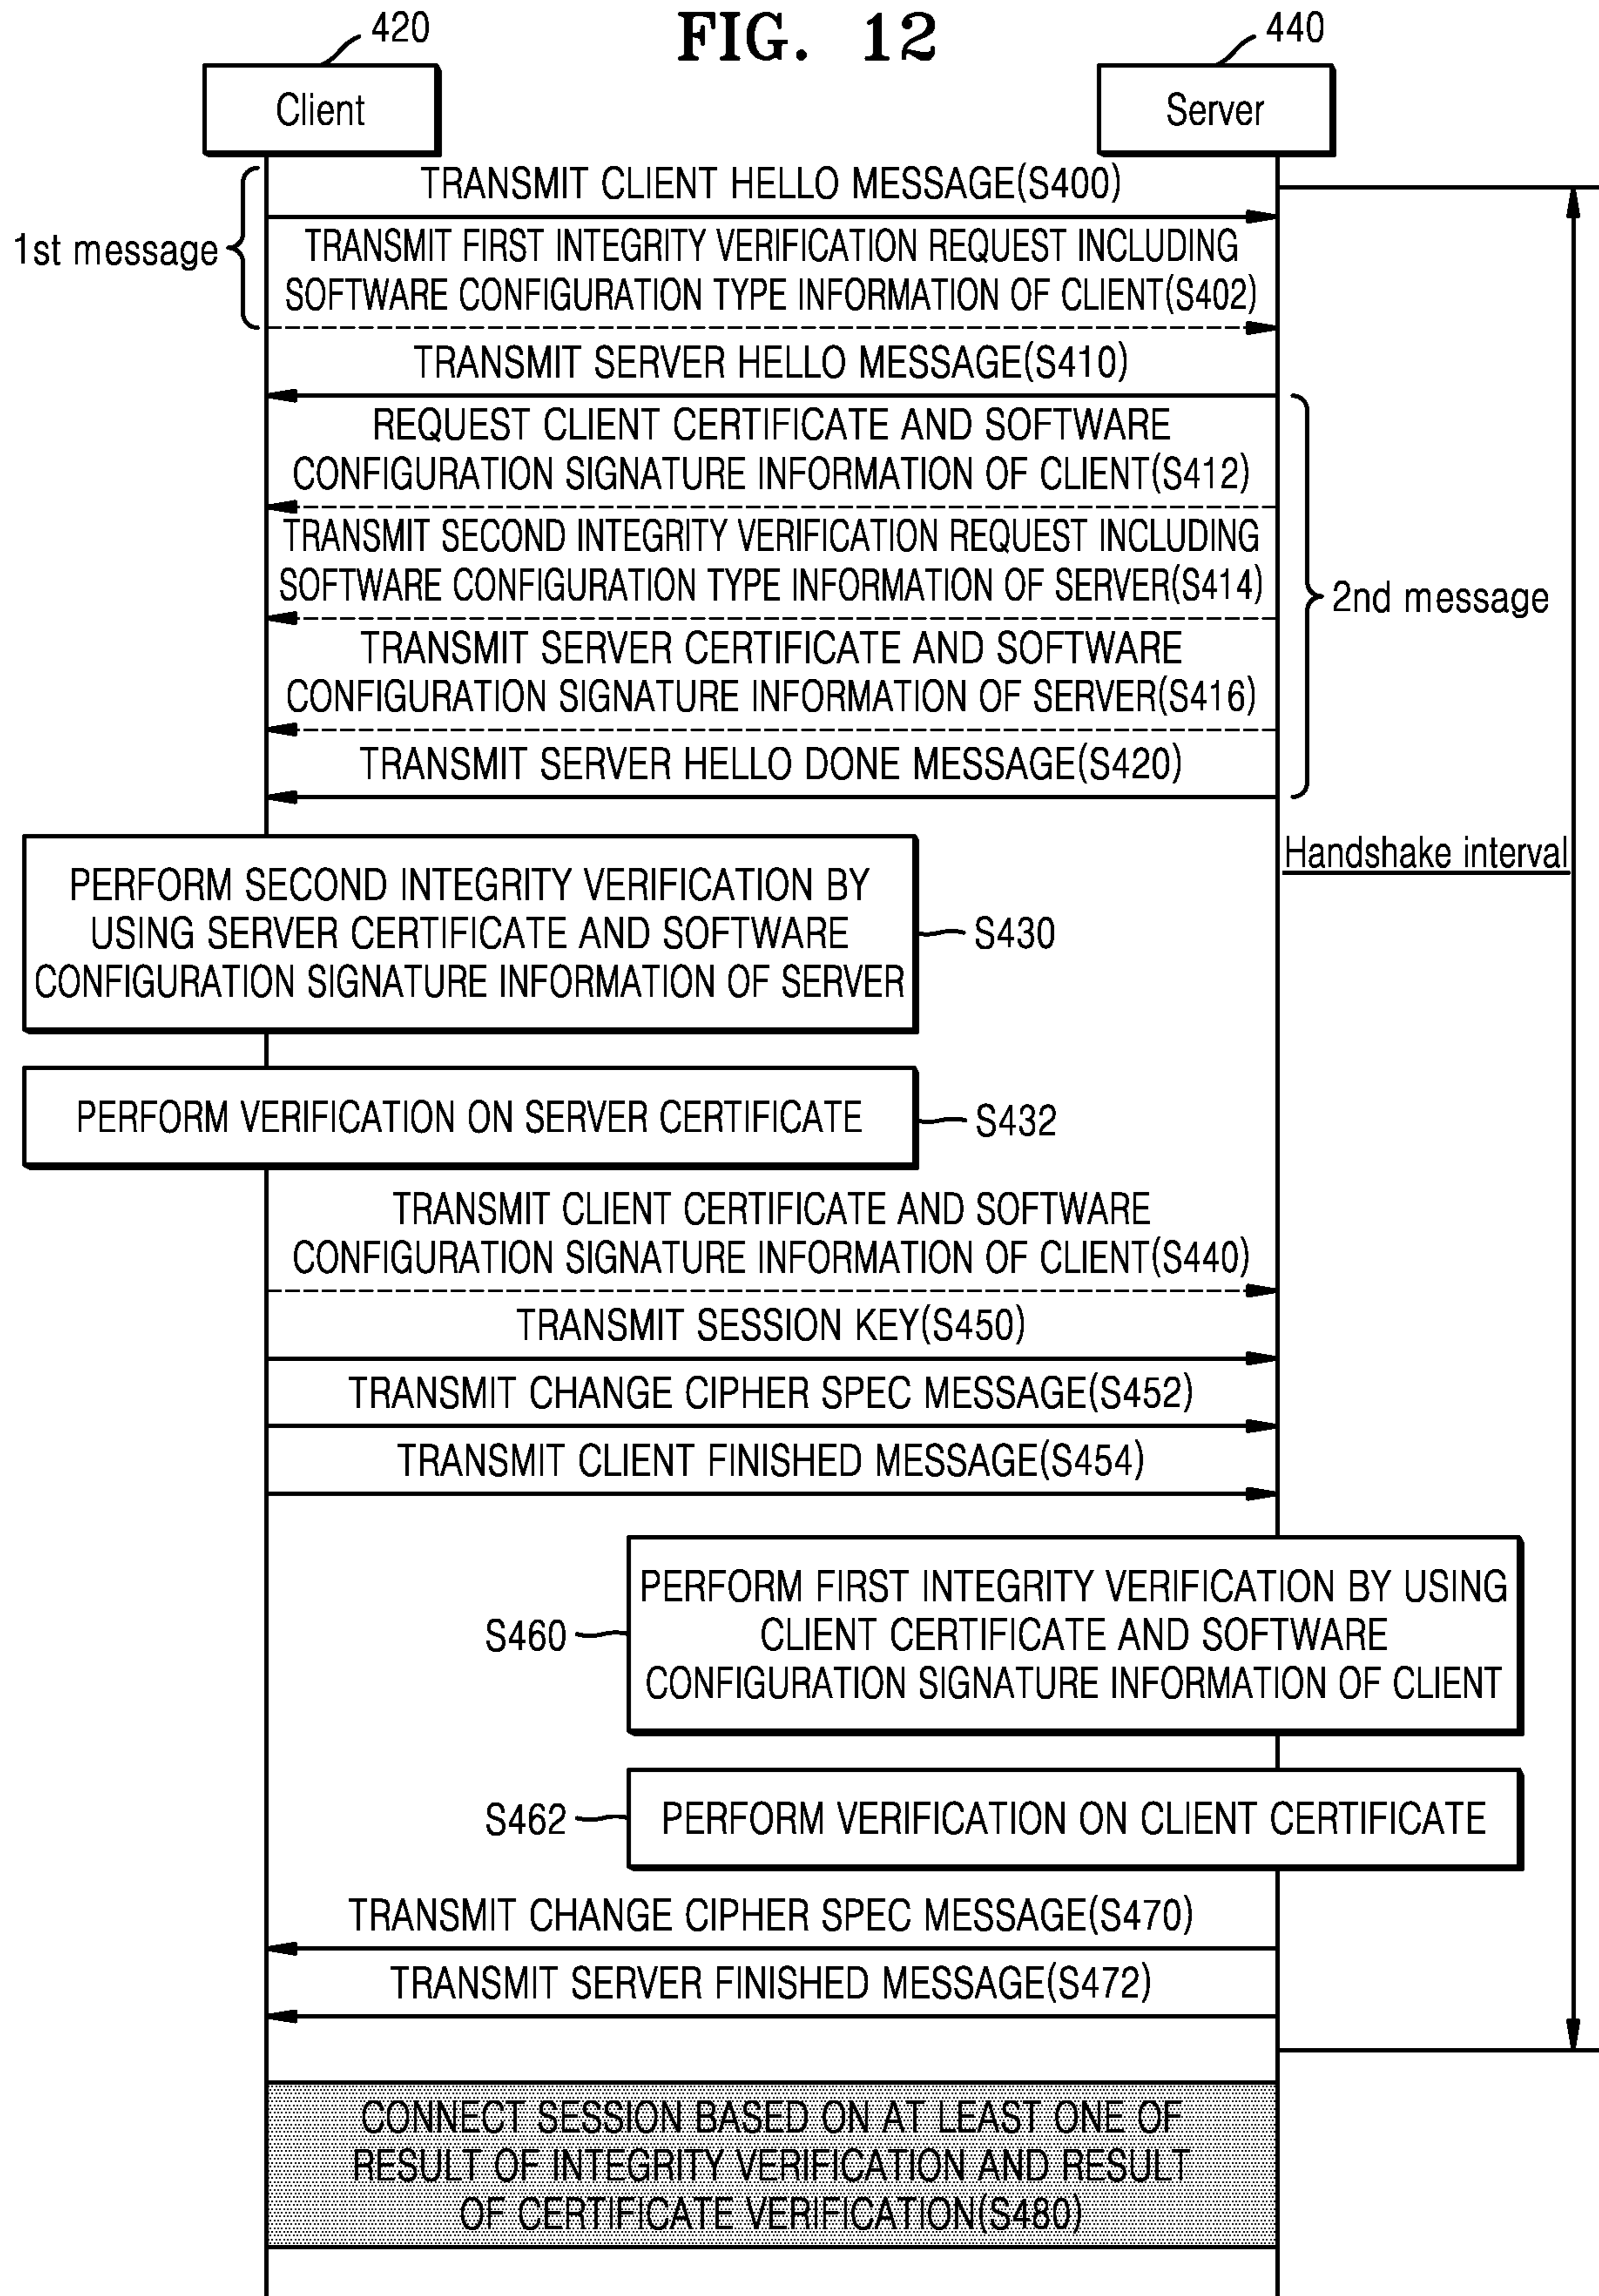 FIG. 12
420
440
Client
Server
TRANSMIT CLIENT HELLO MESSAGE(S400)
1st message
TRANSMIT FIRST INTEGRITY VERIFICATION REQUEST INCLUDING
SOFTWARE CONFIGURATION TYPE INFORMATION OF CLIENT(S402)
TRANSMIT SERVER HELLO MESSAGE(S410)
REQUEST CLIENT CERTIFICATE AND SOFTWARE
CONFIGURATION SIGNATURE INFORMATION OF CLIENT(S412)
TRANSMIT SECOND INTEGRITY VERIFICATION REQUEST INCLUDING
SOFTWARE CONFIGURATION TYPE INFORMATION OF SERVER(S414)
2nd message
TRANSMIT SERVER CERTIFICATE AND SOFTWARE
CONFIGURATION SIGNATURE INFORMATION OF SERVER(S416)
TRANSMIT SERVER HELLO DONE MESSAGE(S420)
Handshake interval
PERFORM SECOND INTEGRITY VERIFICATION BY
USING SERVER CERTIFICATE AND SOFTWARE
CONFIGURATION SIGNATURE INFORMATION OF SERVER
S430
PERFORM VERIFICATION ON SERVER CERTIFICATE
S432
TRANSMIT CLIENT CERTIFICATE AND SOFTWARE
CONFIGURATION SIGNATURE INFORMATION OF CLIENT(S440)
TRANSMIT SESSION KEY(S450)
TRANSMIT CHANGE CIPHER SPEC MESSAGE(S452)
TRANSMIT CLIENT FINISHED MESSAGE(S454)
PERFORM FIRST INTEGRITY VERIFICATION BY USING
CLIENT CERTIFICATE AND SOFTWARE
CONFIGURATION SIGNATURE INFORMATION OF CLIENT
S460
S462
PERFORM VERIFICATION ON CLIENT CERTIFICATE
TRANSMIT CHANGE CIPHER SPEC MESSAGE(S470)
TRANSMIT SERVER FINISHED MESSAGE(S472)
CONNECT SESSION BASED ON AT LEAST ONE OF
RESULT OF INTEGRITY VERIFICATION AND RESULT
OF CERTIFICATE VERIFICATION(S480)